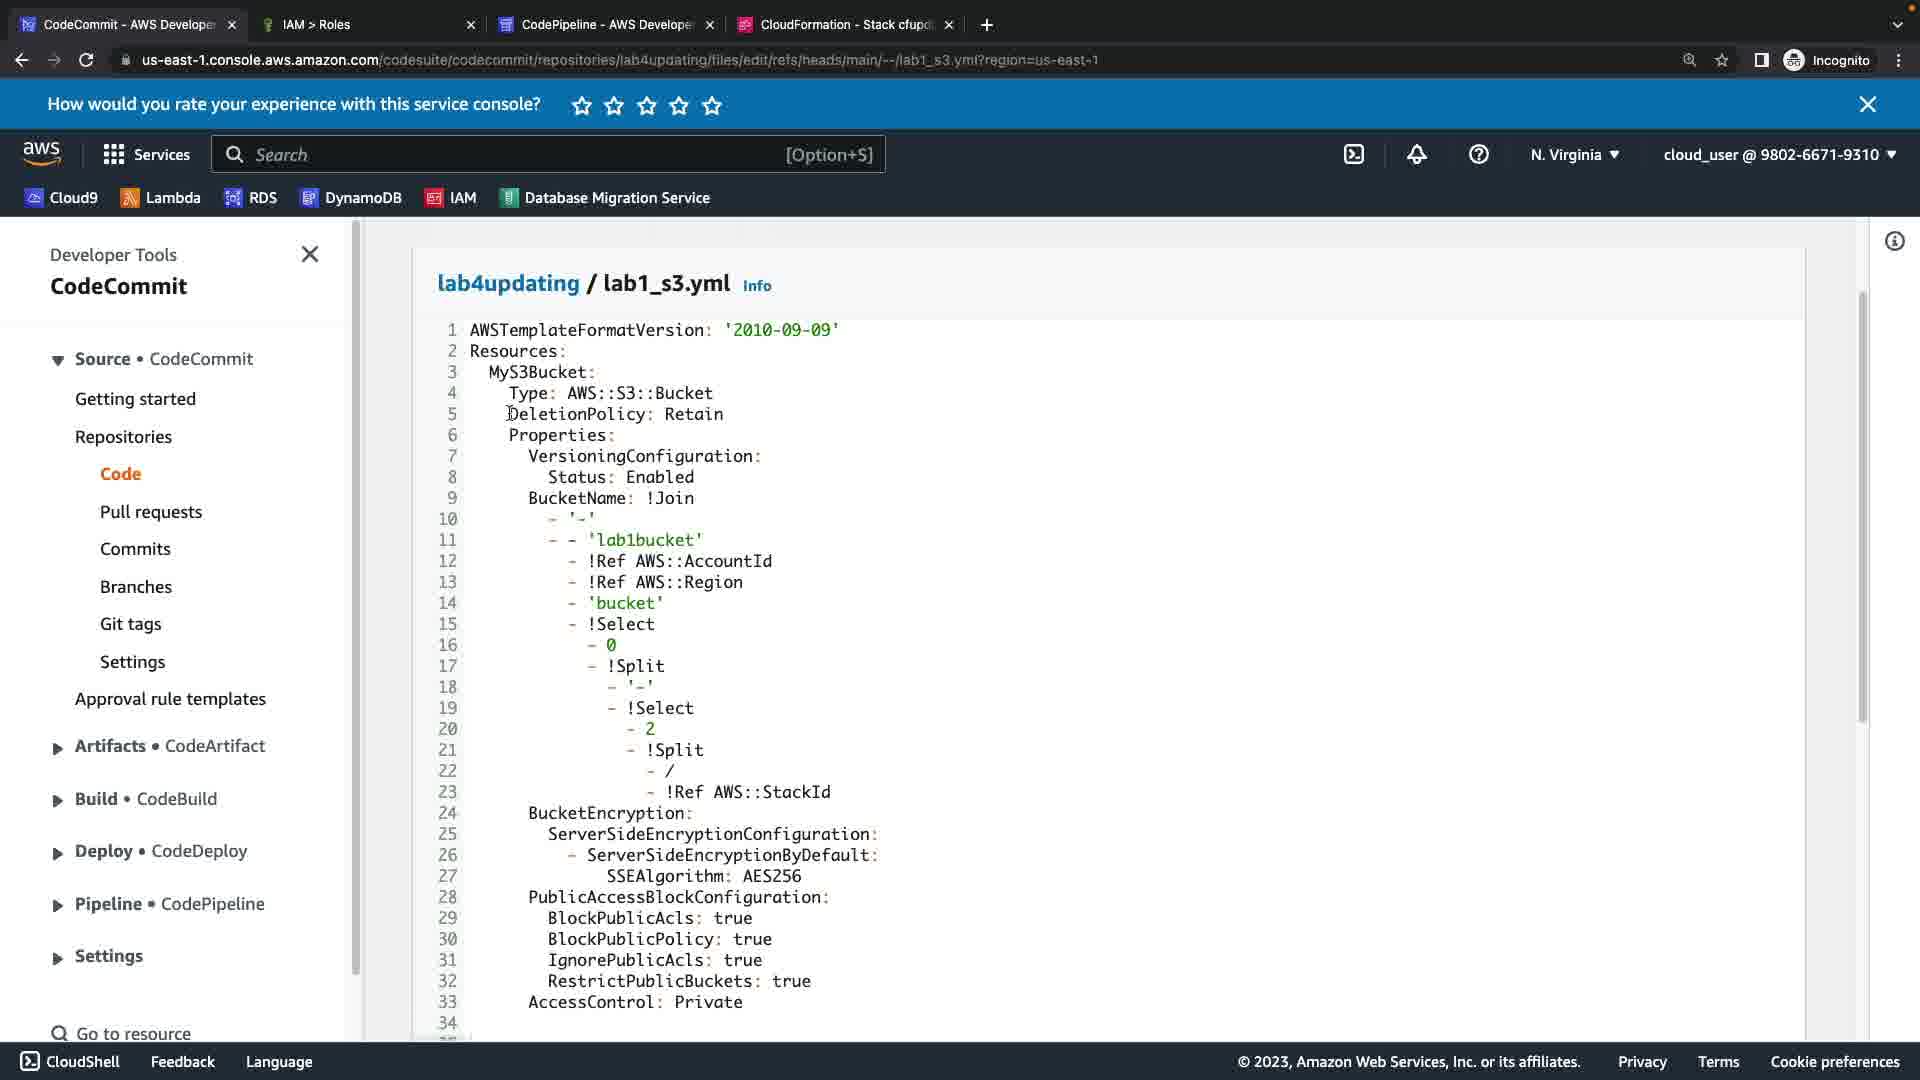 CodeCommit - AWS Developer
IAM > Roles
CodePipeline - AWS Develope
CloudFormation - Stack cfupd
us-east-1.console.aws.amazon.com/codesuite/codecommit/repositories/lab4updating/files/edit/refs/heads/main/--/lab1_s3.yml?region=us-east-1
Incognito
How would you rate your experience with this service console?
aws
Services
Search
[Option+S]
N. Virginia
cloud_user @ 9802-6671-9310
Cloud9
Lambda
RDS
DynamoDB
IAM
Database Migration Service
Developer Tools
CodeCommit
Source • CodeCommit
Getting started
Repositories
Code
Pull requests
Commits
Branches
Git tags
Settings
Approval rule templates
Artifacts • CodeArtifact
Build • CodeBuild
Deploy • CodeDeploy
Pipeline • CodePipeline
Settings
Go to resource
lab4updating / lab1_s3.yml Info
1 AWSTemplateFormatVersion: '2010-09-09'
2 Resources:
3 MyS3Bucket:
4 Type: AWS::S3::Bucket
5 DeletionPolicy: Retain
6 Properties:
7 VersioningConfiguration:
8 Status: Enabled
9 BucketName: !Join
10 - '-'
11 - - 'lab1bucket'
12 - !Ref AWS::AccountId
13 - !Ref AWS::Region
14 - 'bucket'
15 - !Select
16 - 0
17 - !Split
18 - '-'
19 - !Select
20 - 2
21 - !Split
22 - /
23 - !Ref AWS::StackId
24 BucketEncryption:
25 ServerSideEncryptionConfiguration:
26 - ServerSideEncryptionByDefault:
27 SSEAlgorithm: AES256
28 PublicAccessBlockConfiguration:
29 BlockPublicAcls: true
30 BlockPublicPolicy: true
31 IgnorePublicAcls: true
32 RestrictPublicBuckets: true
33 AccessControl: Private
34
CloudShell
Feedback
Language
© 2023, Amazon Web Services, Inc. or its affiliates.
Privacy
Terms
Cookie preferences